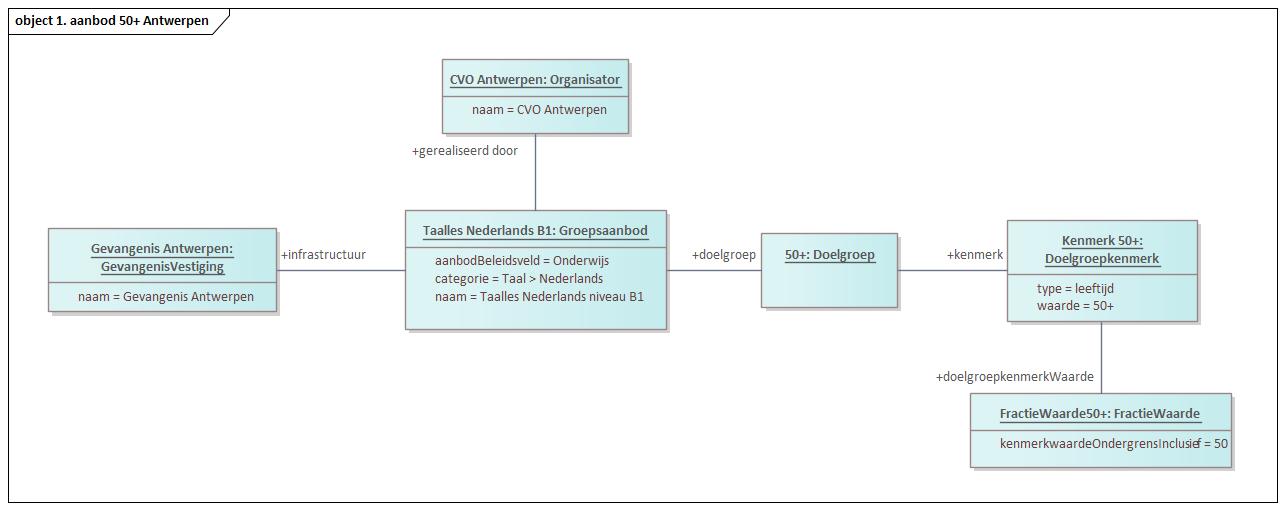 object 1. aanbod 50+ Antwerpen
CVO Antwerpen: Organisator
naam = CVO Antwerpen
+gerealiseerd door
Gevangenis Antwerpen:
GevangenisVestiging
naam = Gevangenis Antwerpen
+infrastructuur
Taalles Nederlands B1: Groepsaanbod
aanbodBeleidsveld = Onderwijs
categorie = Taal > Nederlands
naam = Taalles Nederlands niveau B1
+doelgroep
50+: Doelgroep
+kenmerk
Kenmerk 50+:
Doelgroepkenmerk
type = leeftijd
waarde = 50+
+doelgroepkenmerkWaarde
FractieWaarde50+: FractieWaarde
kenmerkwaardeOndergrensInclusief = 50